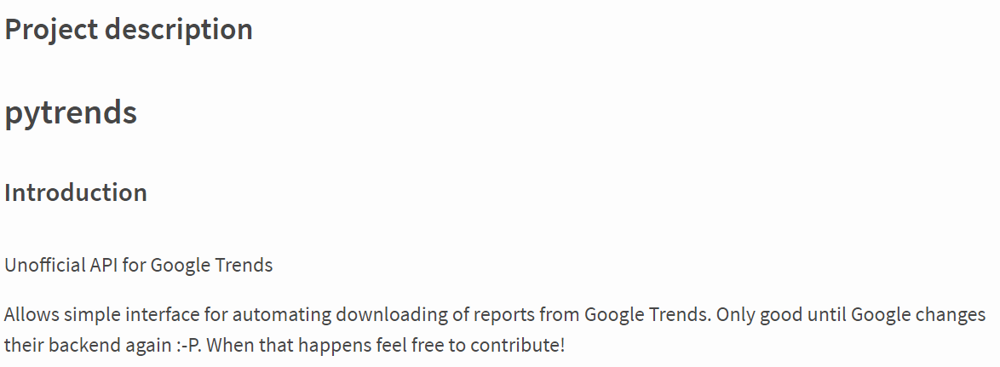 Project description
pytrends
Introduction
Unofficial API for Google Trends
Allows simple interface for automating downloading of reports from Google Trends. Only good until Google changes
their backend again :-P. When that happens feel free to contribute!